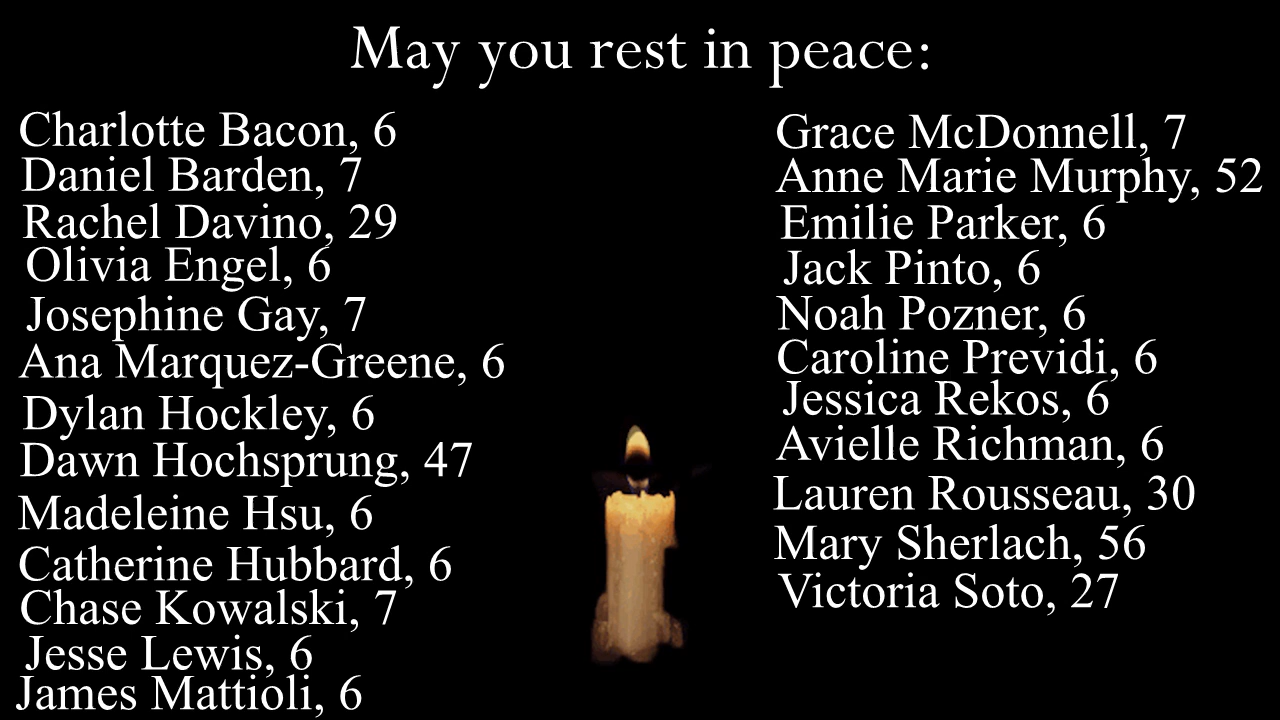 May you rest in peace:
Charlotte Bacon, 6
Daniel Barden, 7
Rachel Davino, 29
Olivia Engel, 6
Josephine Gay, 7
Ana Marquez-Greene, 6
Dylan Hockley, 6
Dawn Hochsprung, 47
Madeleine Hsu, 6
Catherine Hubbard, 6
Chase Kowalski, 7
Jesse Lewis, 6
James Mattioli, 6
Grace McDonnell, 7
Anne Marie Murphy, 52
Emilie Parker, 6
Jack Pinto, 6
Noah Pozner, 6
Caroline Previdi, 6
Jessica Rekos, 6
Avielle Richman, 6
Lauren Rousseau, 30
Mary Sherlach, 56
Victoria Soto, 27